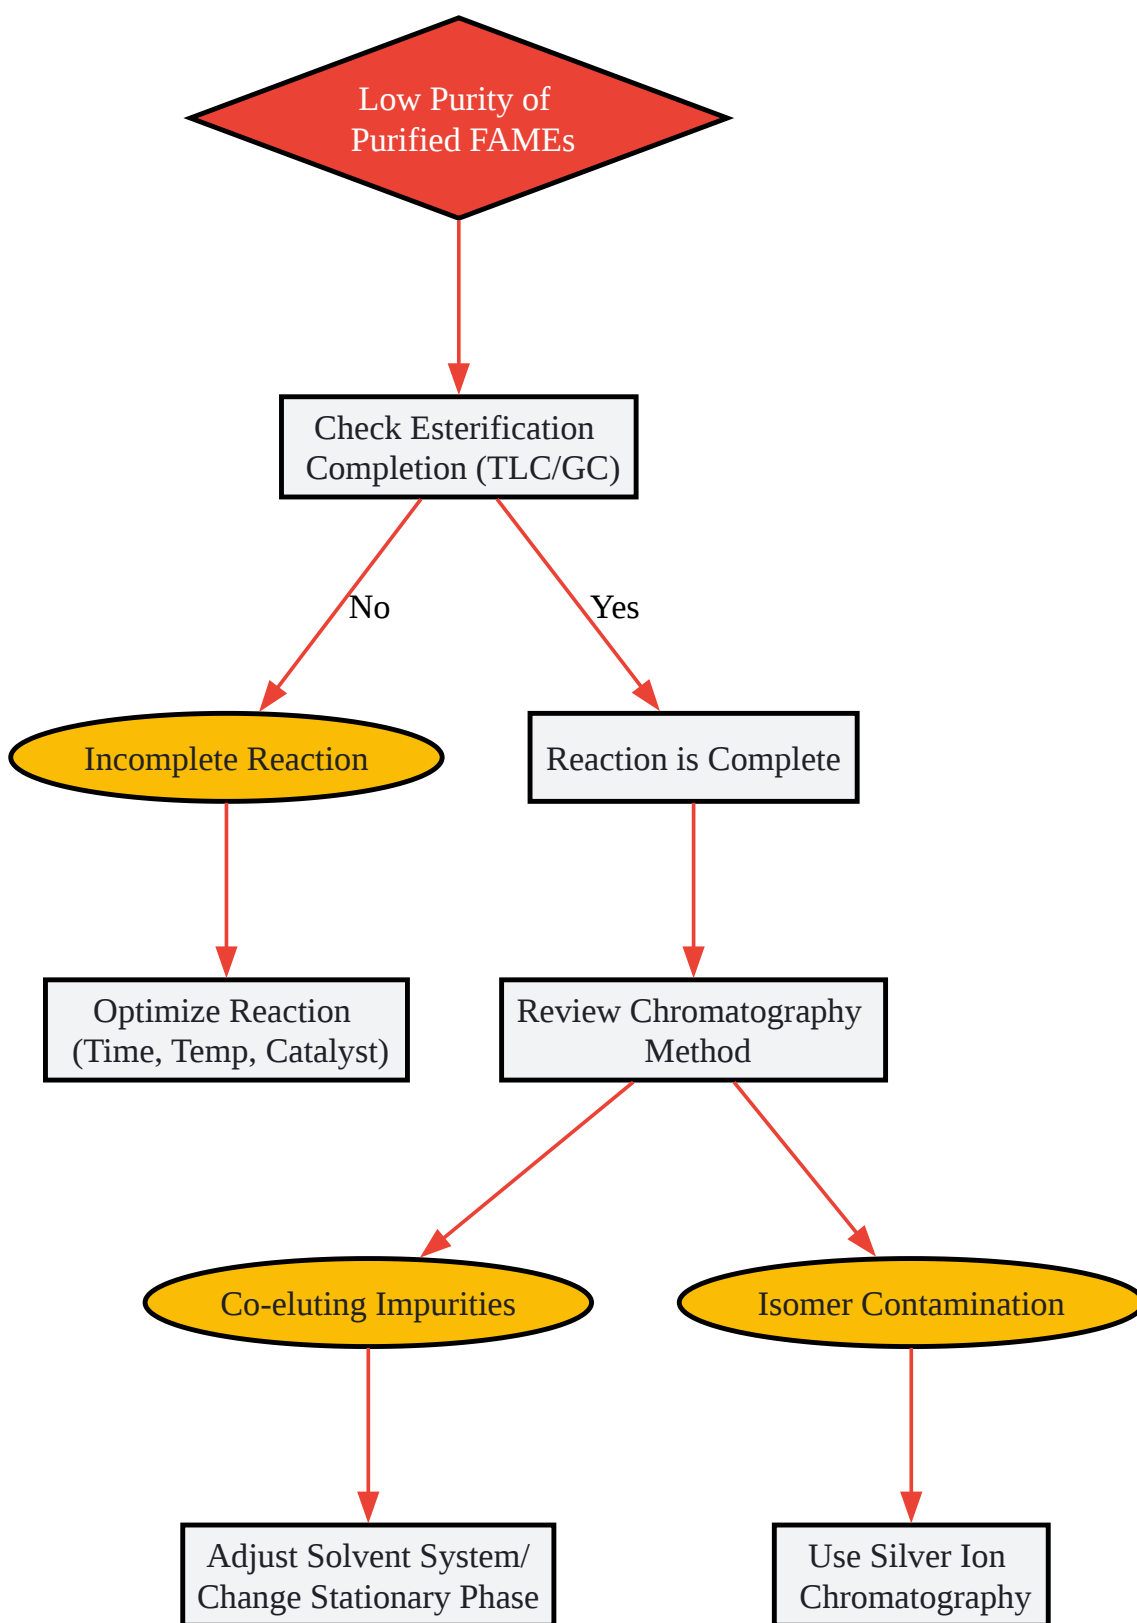 Low Purity of
Purified FAMEs
Check Esterification
Completion (TLC/GC)
No
Yes
Incomplete Reaction
Reaction is Complete
Optimize Reaction
(Time, Temp, Catalyst)
Review Chromatography
Method
Co-eluting Impurities
Isomer Contamination
Adjust Solvent System/
Change Stationary Phase
Use Silver Ion
Chromatography